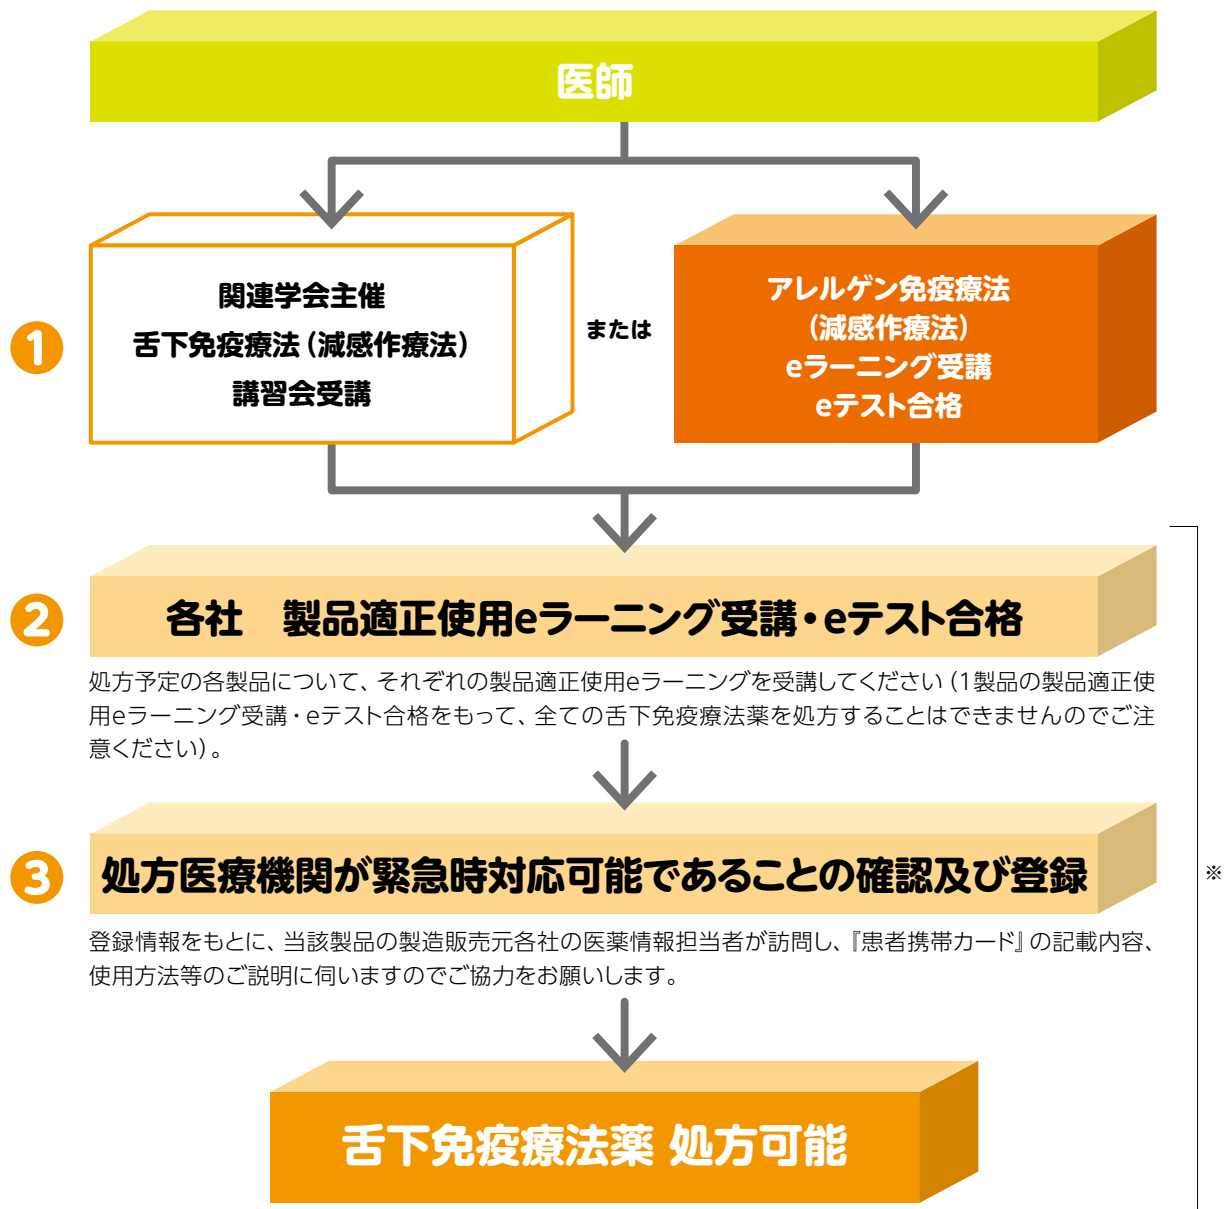 医師
1
関連学会主催
舌下免疫療法（減感作療法）
講習会受講
または
アレルゲン免疫療法
（減感作療法）
eラーニング受講
eテスト合格
2
各社　製品適正使用eラーニング受講・eテスト合格
処方予定の各製品について、それぞれの製品適正使用eラーニングを受講してください（1製品の製品適正使
用eラーニング受講・eテスト合格をもって、全ての舌下免疫療法薬を処方することはできませんのでご注
意ください）。
3
処方医療機関が緊急時対応可能であることの確認及び登録
※
登録情報をもとに、当該製品の製造販売元各社の医薬情報担当者が訪問し、『患者携帯カード』の記載内容、
使用方法等のご説明に伺いますのでご協力をお願いします。
舌下免疫療法薬 処方可能